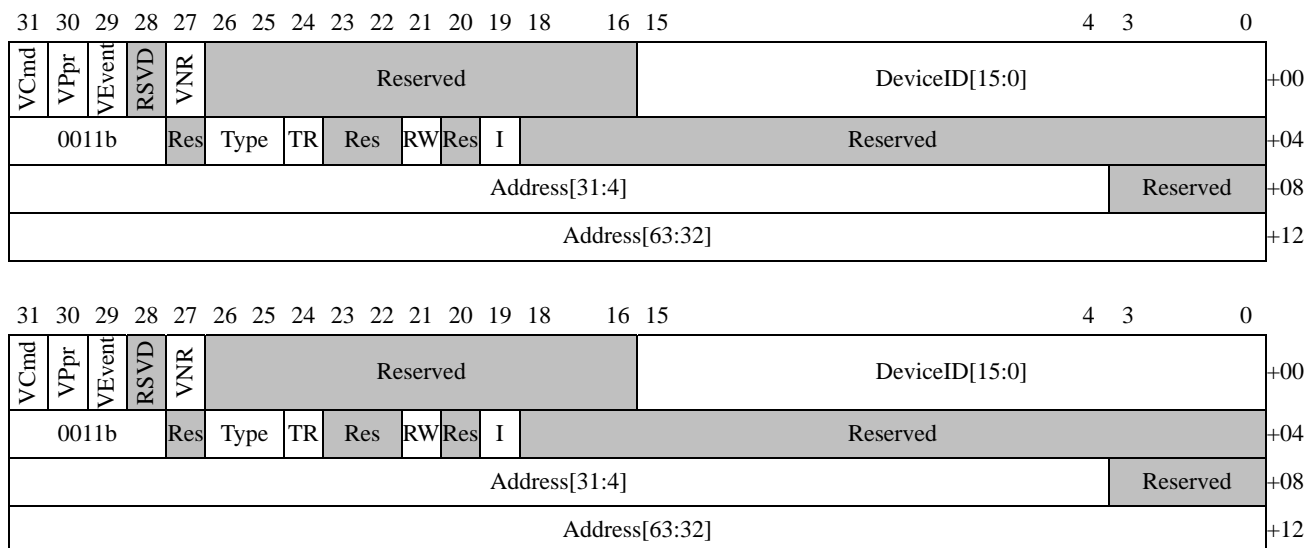 31 30 29 28 27 26 25 24 23 22 21 20 19 18 16 15 4 3 0
VCmd VPpr VEvent RSVD VNR Reserved DeviceID[15:0] +00
0011b Res Type TR Res RW Res I Reserved +04
Address[31:4] Reserved +08
Address[63:32] +12
31 30 29 28 27 26 25 24 23 22 21 20 19 18 16 15 4 3 0
VCmd VPpr VEvent RSVD VNR Reserved DeviceID[15:0] +00
0011b Res Type TR Res RW Res I Reserved +04
Address[31:4] Reserved +08
Address[63:32] +12